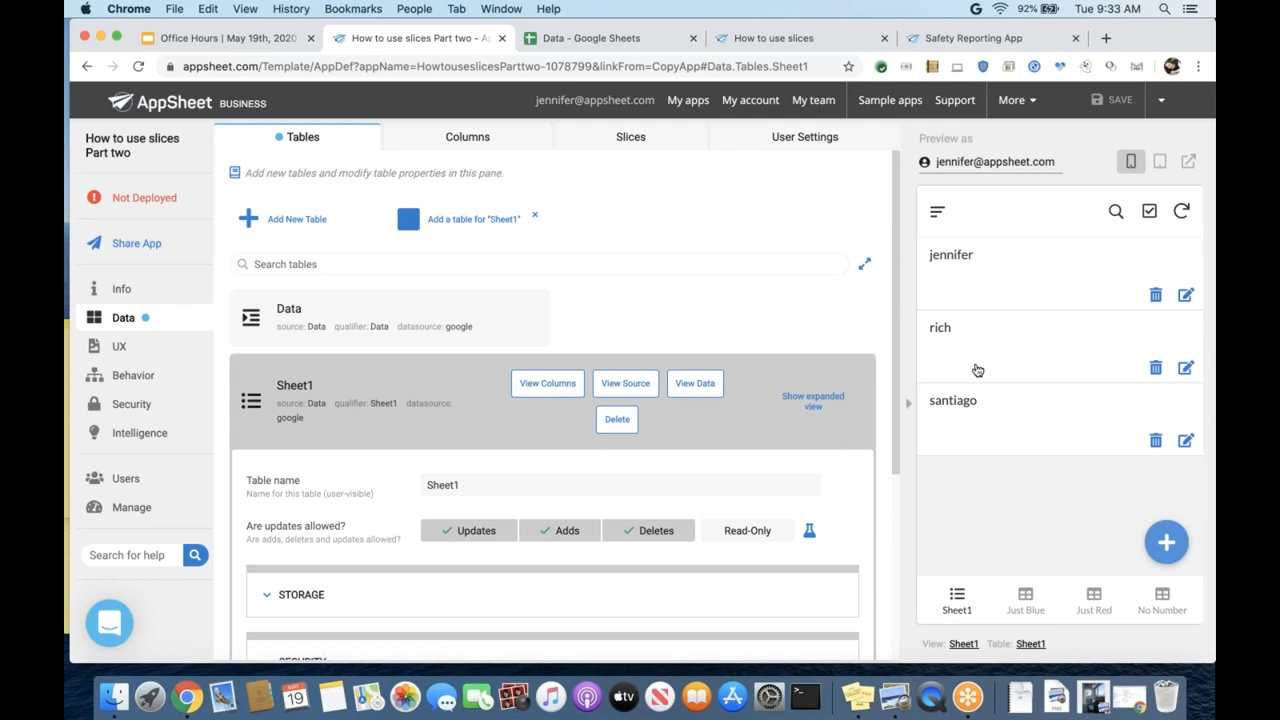 Chrome File Edit View History Bookmarks People Tab Window Help
G 92% Tue 9:33 AM
Office Hours | May 19th, 2020
How to use slices Part two - Ap
Data - Google Sheets
How to use slices
Safety Reporting App
appsheet.com/Template/AppDef?appName=HowtouseslicesParttwo-1078799&linkFrom=CopyApp#Data.Tables.Sheet1
AppSheet BUSINESS
jennifer@appsheet.com My apps My account My team Sample apps Support More SAVE
How to use slices
Part two
Not Deployed
Share App
Info
Data
UX
Behavior
Security
Intelligence
Users
Manage
Search for help
Tables Columns Slices User Settings
Add new tables and modify table properties in this pane.
Add New Table Add a table for "Sheet1" ×
Search tables
Data
source: Data qualifier: Data datasource: google
Sheet1
source: Data qualifier: Sheet1 datasource:
google
View Columns View Source View Data
Delete
Show expanded
view
Table name
Name for this table (user-visible)
Sheet1
Are updates allowed?
Are adds, deletes and updates allowed?
Updates Adds Deletes Read-Only
STORAGE
SECURITY
Preview as
jennifer@appsheet.com
jennifer
rich
santiago
Sheet1 Just Blue Just Red No Number
View: Sheet1 Table: Sheet1
MAY
19
tv